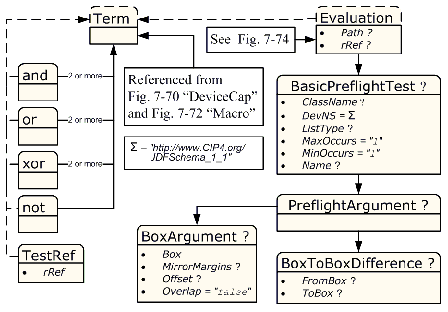 Term
Evaluation
• Path ?
• rRef ?
See Fig. 7-74
and
2 or more
or
2 or more
xor
2 or more
not
TestRef
• rRef
Referenced from
Fig. 7-70 “DeviceCap”
and Fig. 7-72 “Macro”
Σ – "http://www.CIP4.org/
JDFSchema_1_1"
BasicPreflightTest ?
• ClassName ?
• DevNS = Σ
• ListType ?
• MaxOccurs = "1"
• MinOccurs = "1"
• Name ?
PreflightArgument ?
BoxArgument ?
• Box
• MirrorMargins ?
• Offset ?
• Overlap = "false"
BoxToBoxDifference ?
• FromBox ?
• ToBox ?